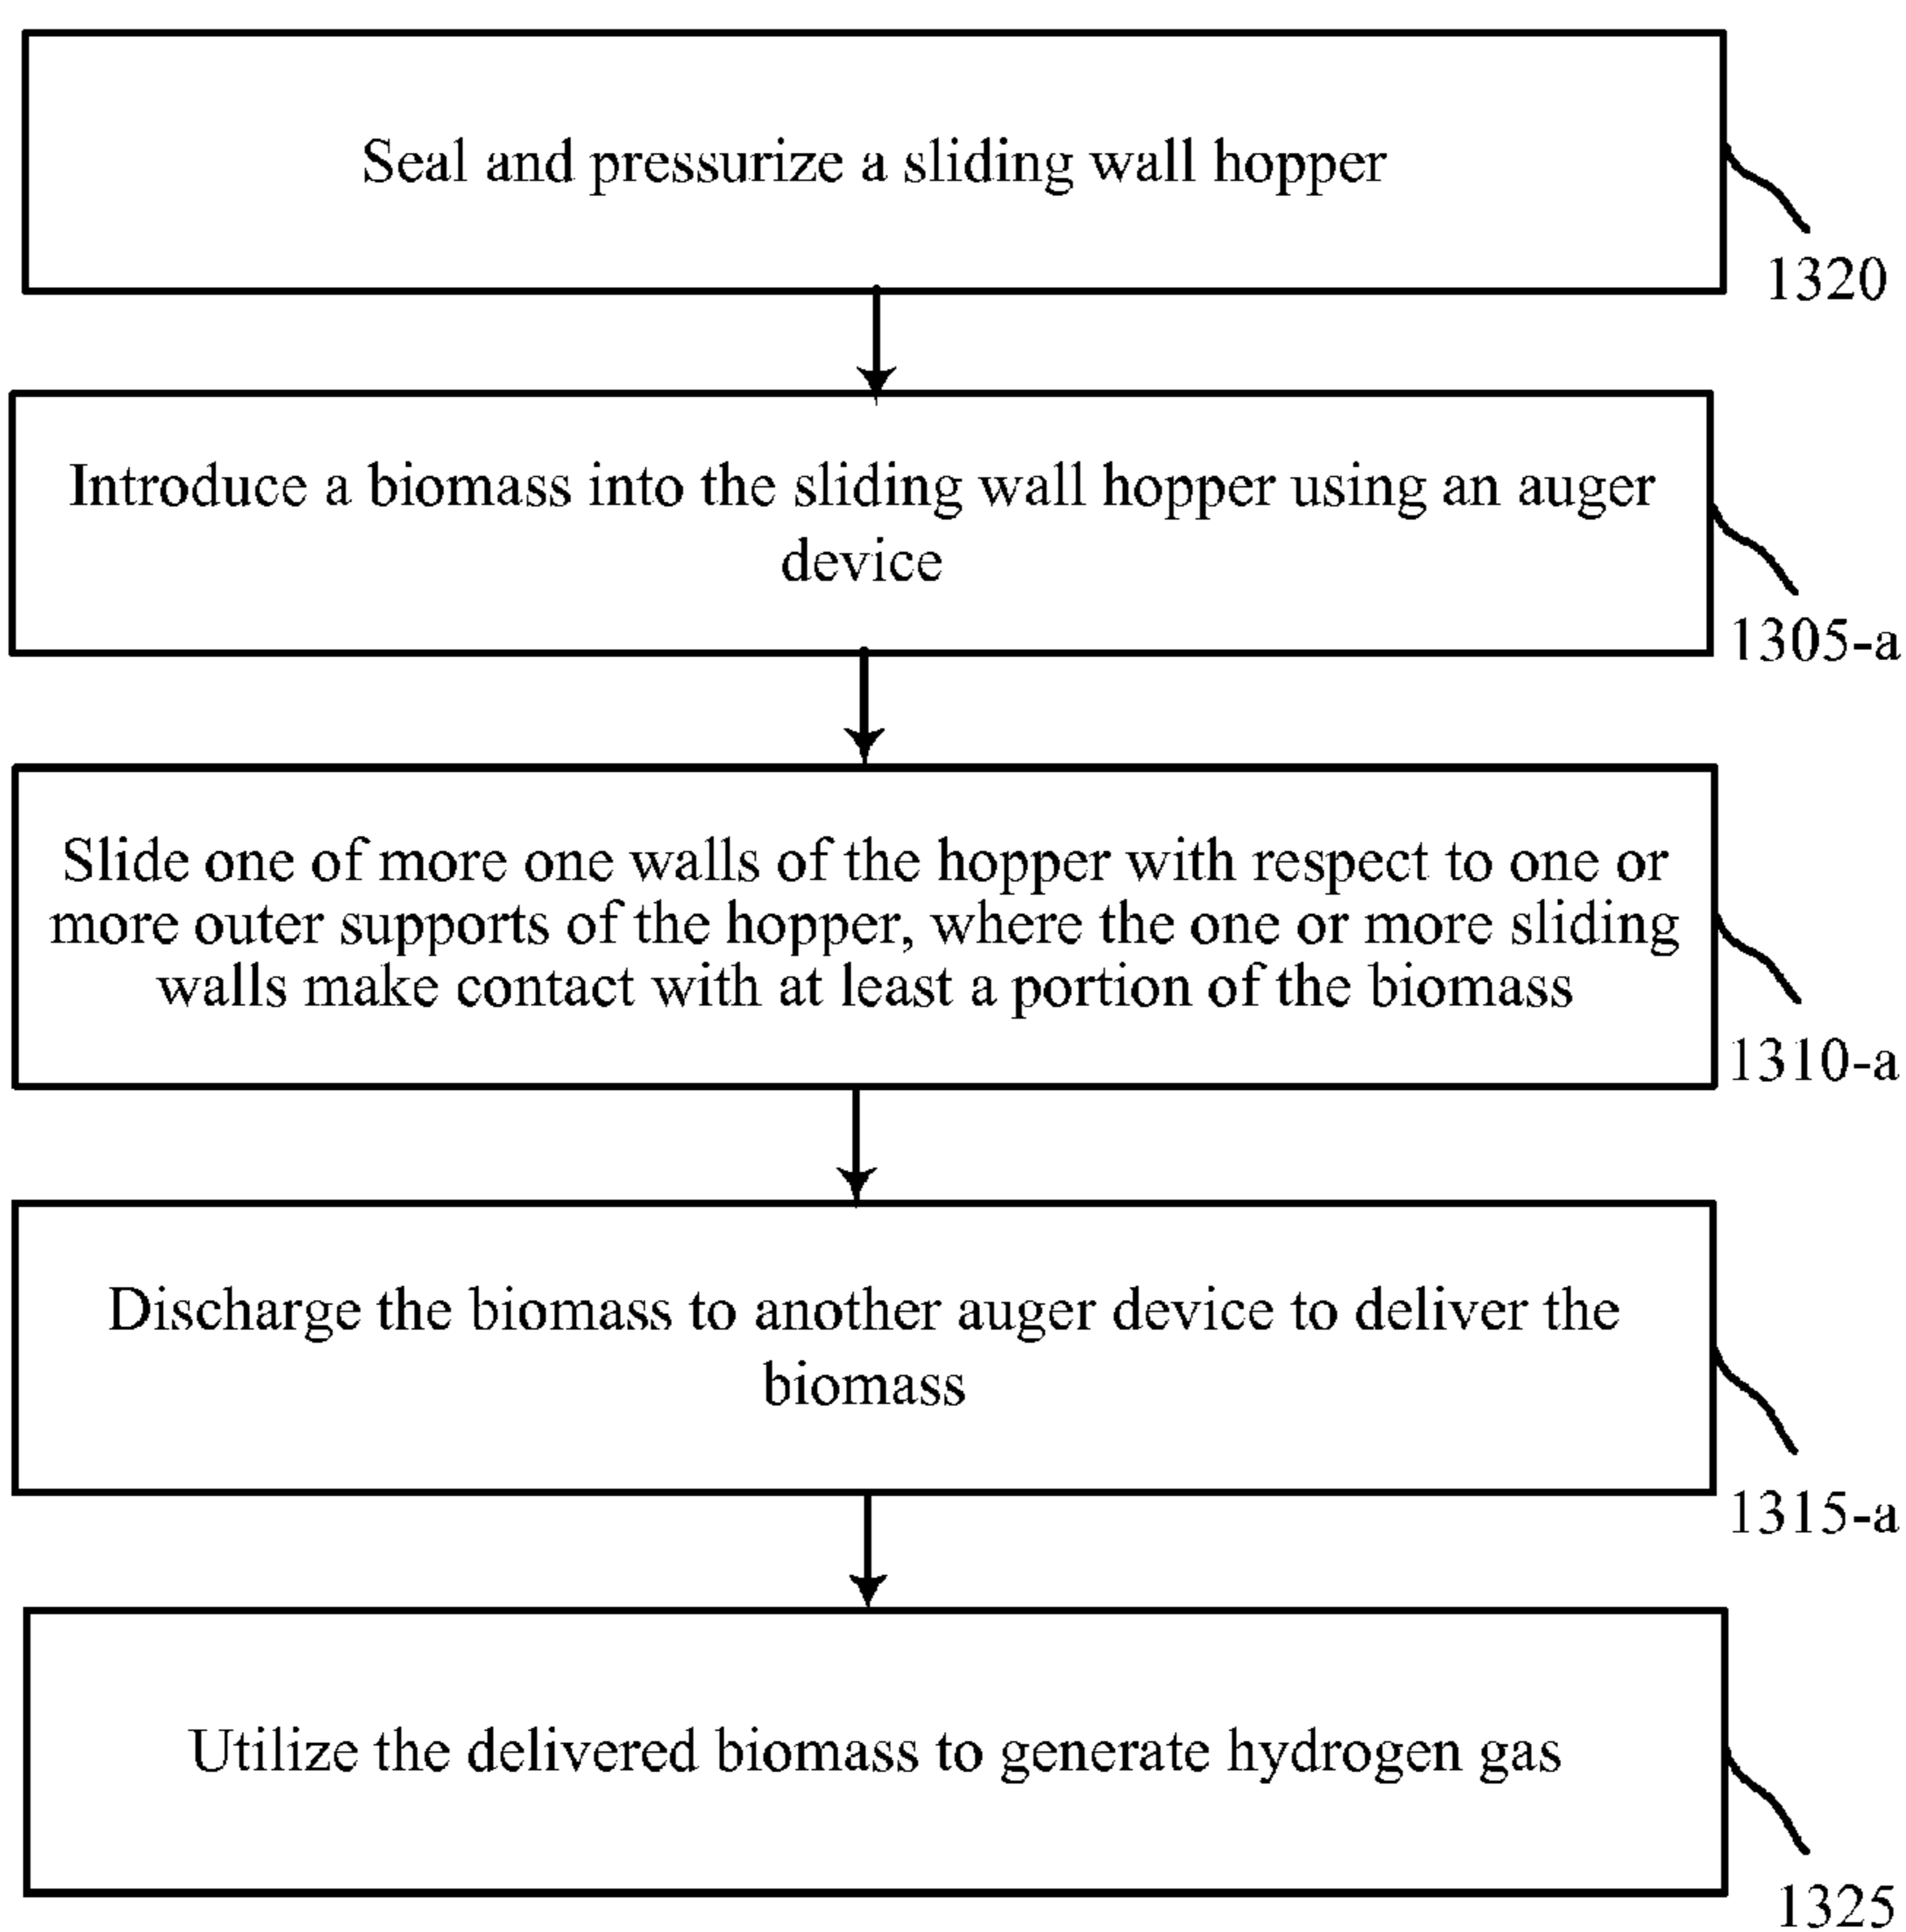 Seal and pressurize a sliding wall hopper
1320
Introduce a biomass into the sliding wall hopper using an auger
device
1305-a
Slide one of more one walls of the hopper with respect to one or
more outer supports of the hopper, where the one or more sliding
walls make contact with at least a portion of the biomass
1310-a
Discharge the biomass to another auger device to deliver the
biomass
1315-a
Utilize the delivered biomass to generate hydrogen gas
1325